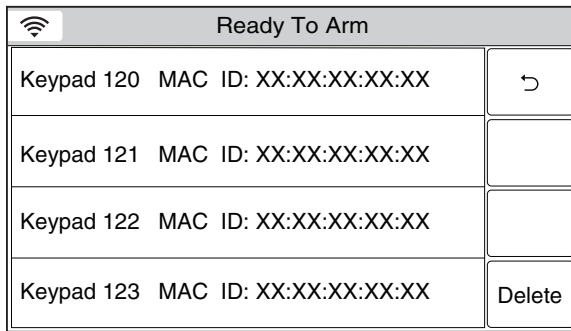 Ready To Arm
Keypad 120 MAC ID: XX:XX:XX:XX:XX
Keypad 121 MAC ID: XX:XX:XX:XX:XX
Keypad 122 MAC ID: XX:XX:XX:XX:XX
Keypad 123 MAC ID: XX:XX:XX:XX:XX
Delete